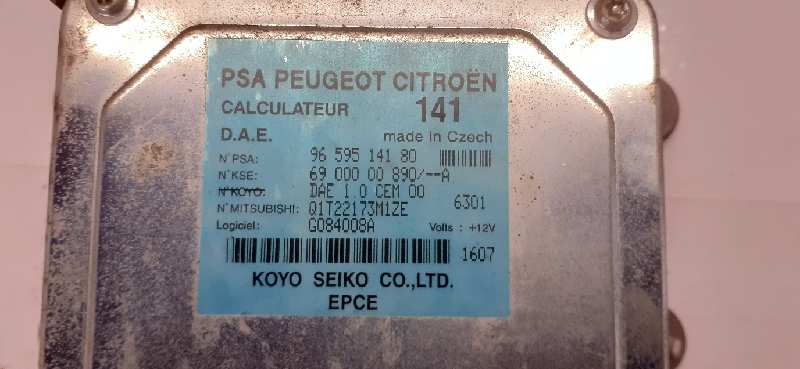 PSA PEUGEOT CITROËN
CALCULATEUR 141
D.A.E. made in Czech
N°PSA: 96 595 141 80
N°KSE: 69 000 00 890/--A
N°KOYO: DAE 1.0 CEM 00
N°MITSUBISHI: Q1T22173M1ZE 6301
Logiciel: G084008A Volts : +12V
1607
KOYO SEIKO CO.,LTD.
EPCE